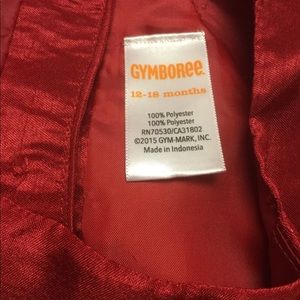 GYMBOREE
12-18 months
100% Polyester
100% Polyester
RN70530/CA31802
©2015 GYM-MARK, INC.
Made in Indonesia